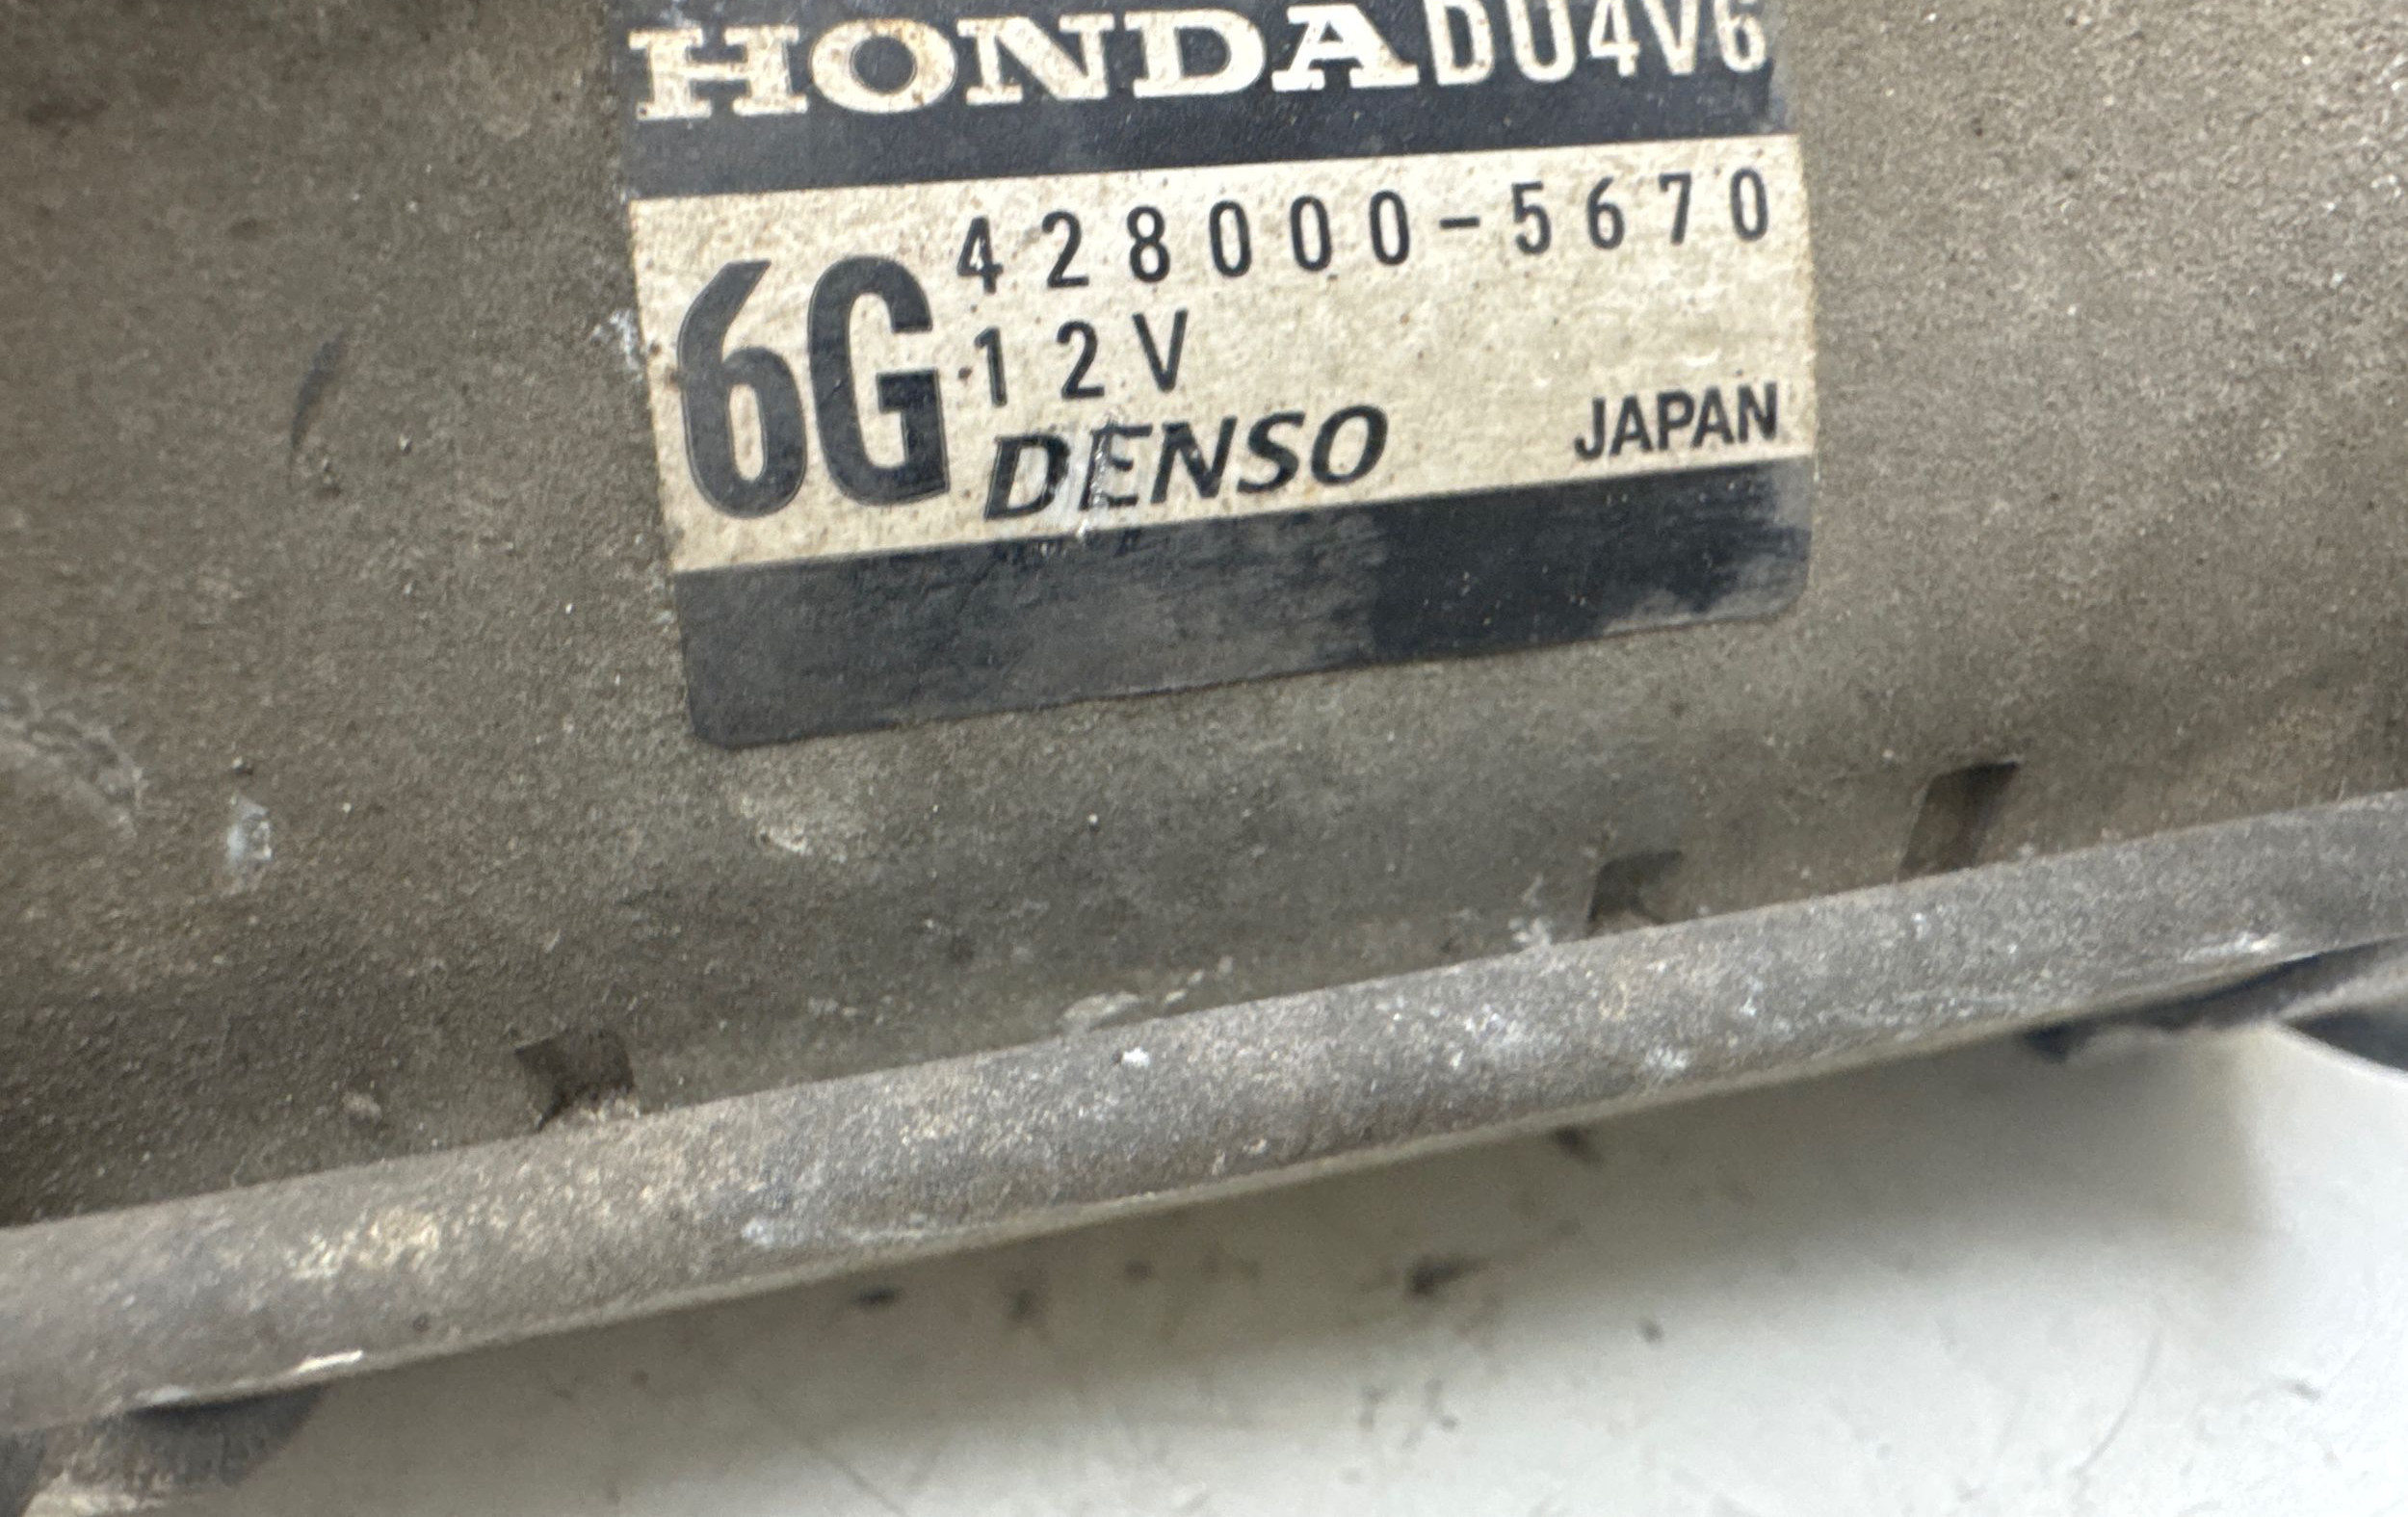 HONDA DU4V6
6G 428000-5670
12V
DENSO JAPAN